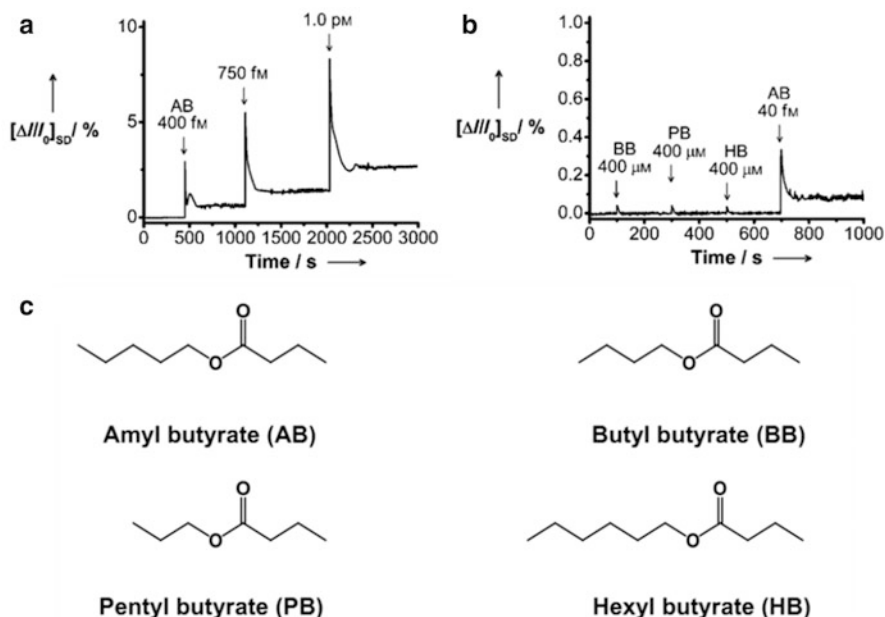 a
10
5
0
[ΔI/I₀]SD / %
AB
400 fM
750 fM
1.0 pM
0 500 1000 1500 2000 2500 3000
Time / s
b
1.0
0.8
0.6
0.4
0.2
0.0
[ΔI/I₀]SD / %
BB
400 μM
PB
400 μM
HB
400 μM
AB
40 fM
0 200 400 600 800 1000
Time / s
c
O
O
Amyl butyrate (AB)
O
O
Butyl butyrate (BB)
O
O
Pentyl butyrate (PB)
O
O
Hexyl butyrate (HB)